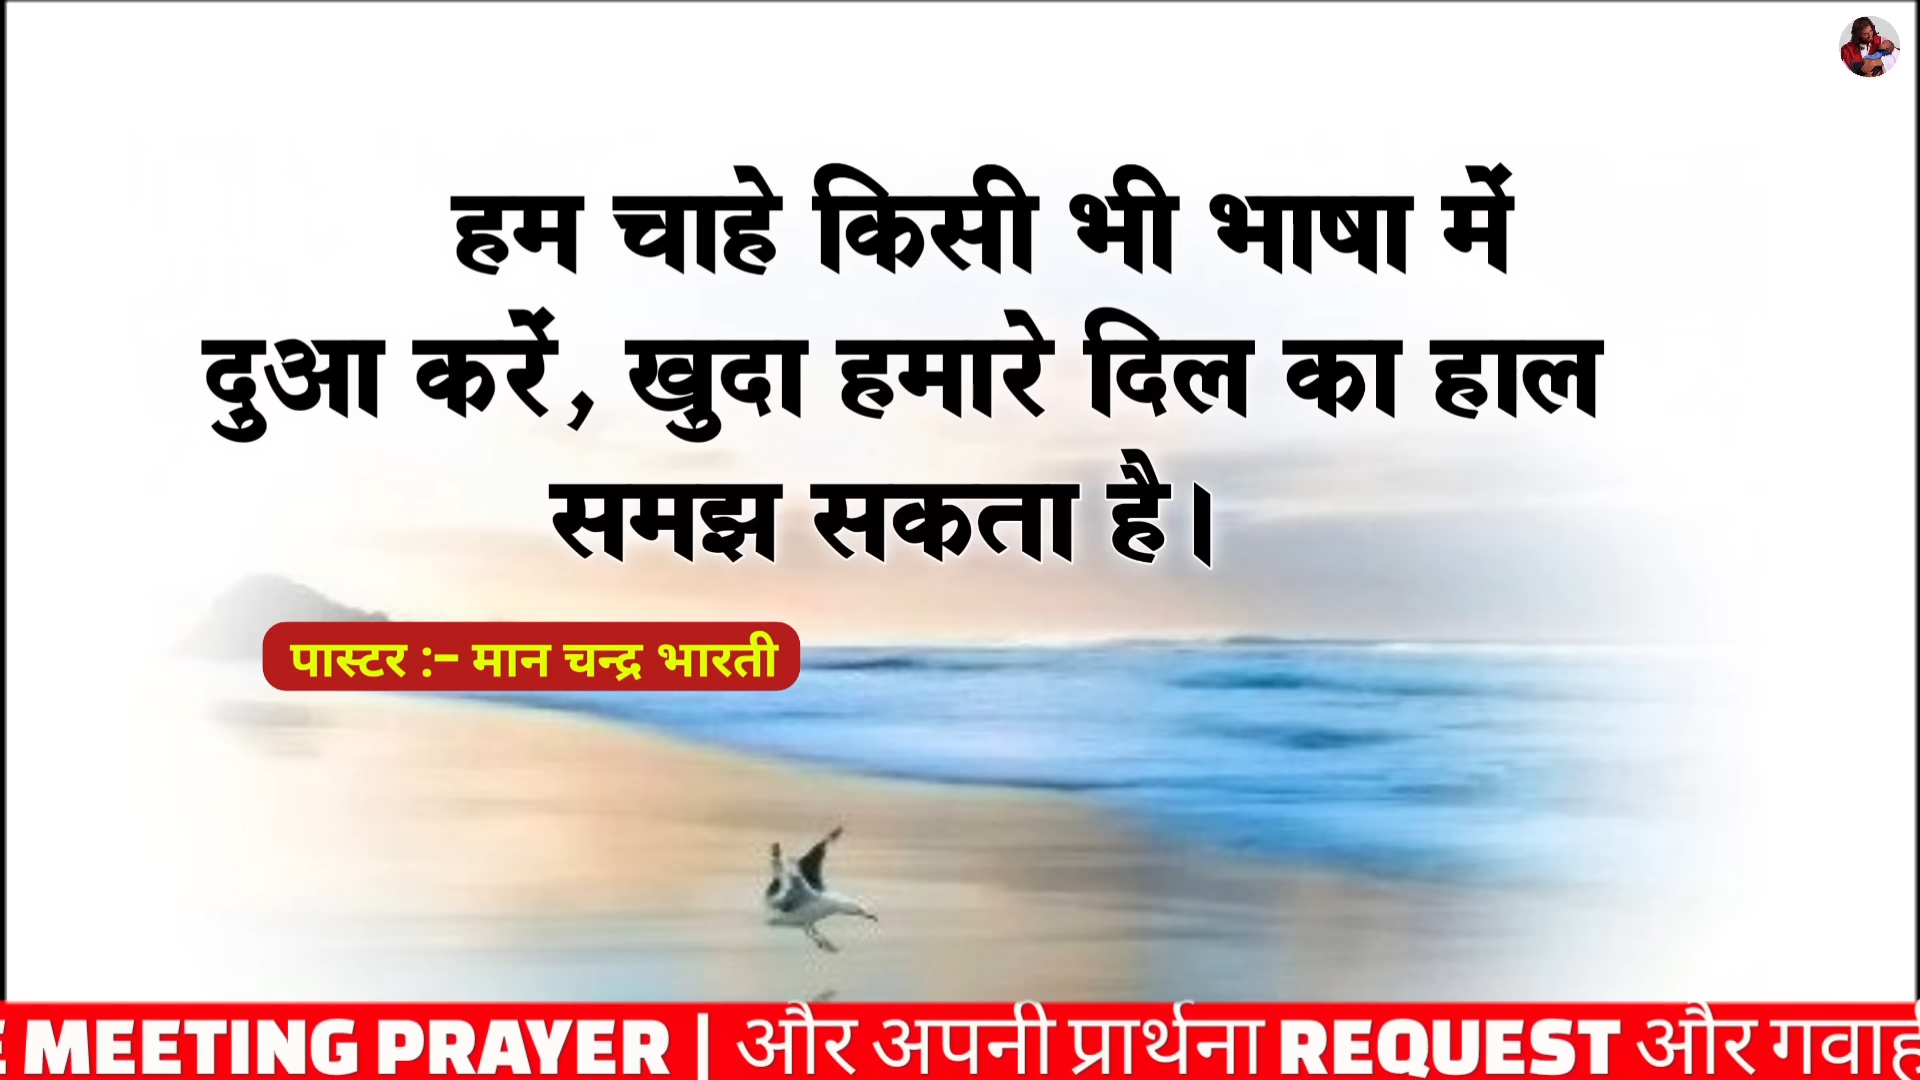 हम चाहे किसी भी भाषा में
दुआ करें, खुदा हमारे दिल का हाल
समझ सकता है।
पास्टर :- मान चन्द्र भारती
MEETING PRAYER | और अपनी प्रार्थना REQUEST और